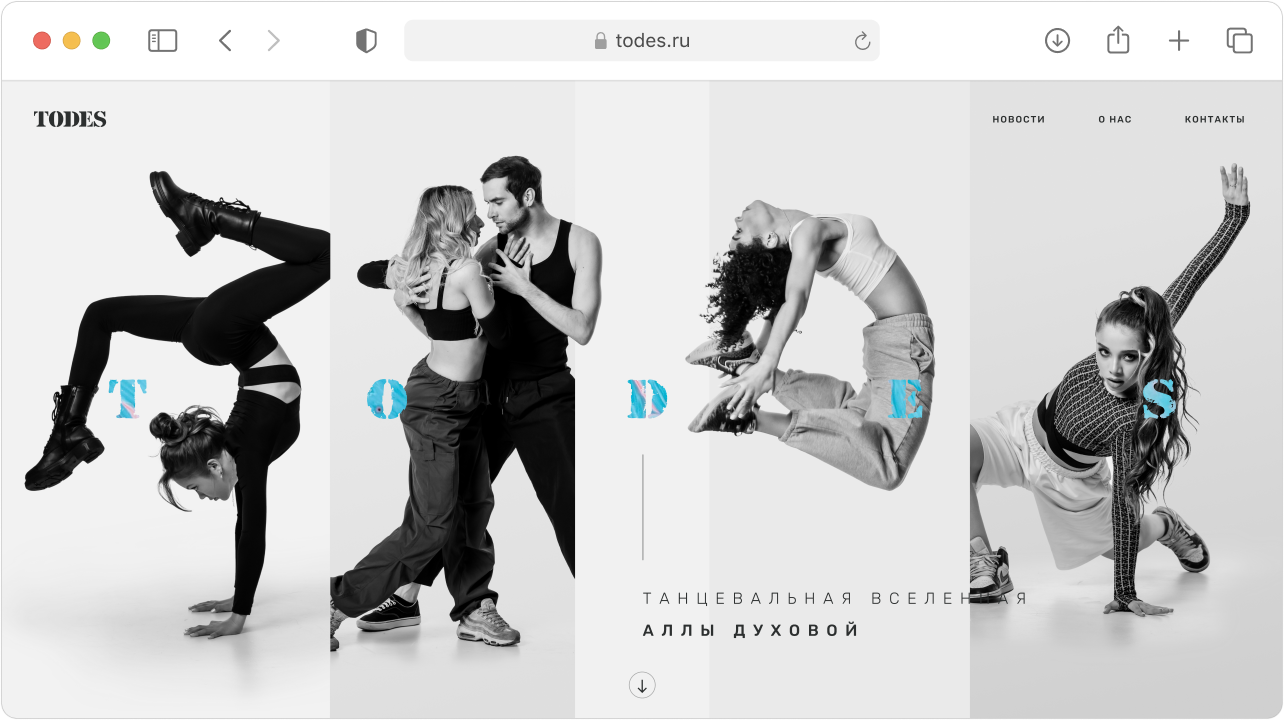 todes.ru
TODES
НОВОСТИ
О НАС
КОНТАКТЫ
T O D E S
ТАНЦЕВАЛЬНАЯ ВСЕЛЕННАЯ
АЛЛЫ ДУХОВОЙ